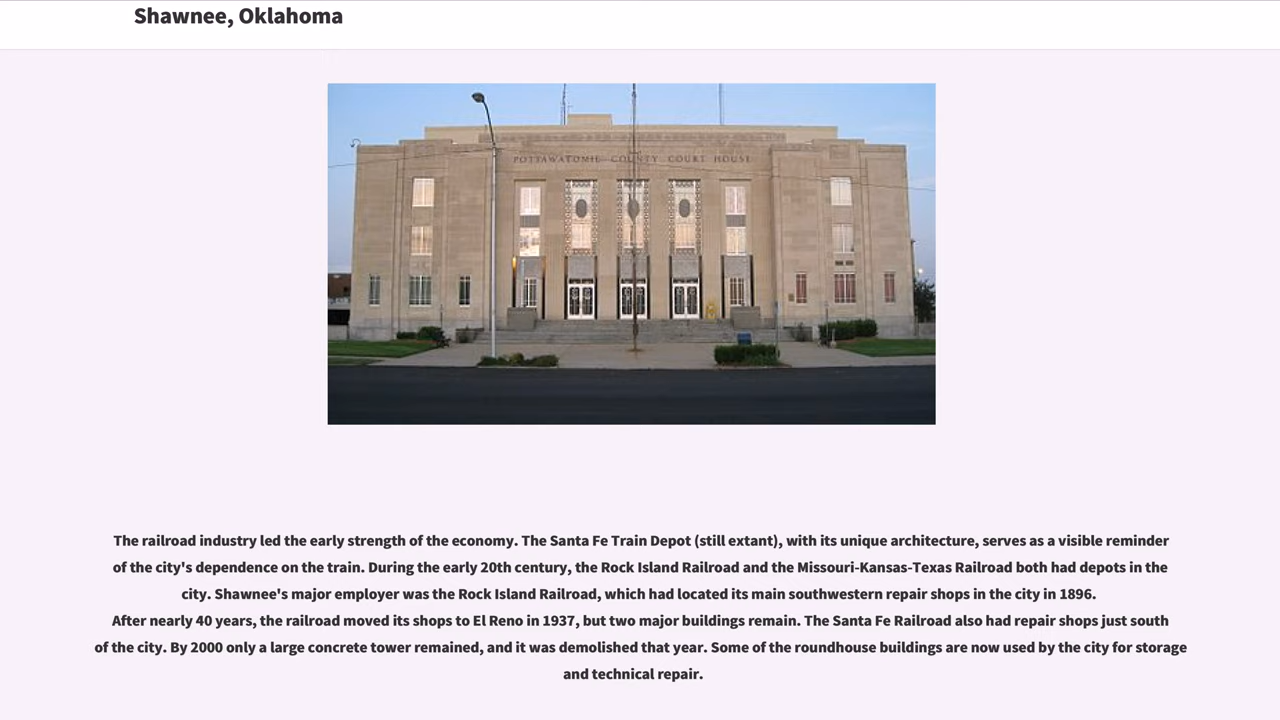 Shawnee, Oklahoma
POTTAWATOMIE COUNTY COURT HOUSE
The railroad industry led the early strength of the economy. The Santa Fe Train Depot (still extant), with its unique architecture, serves as a visible reminder
of the city's dependence on the train. During the early 20th century, the Rock Island Railroad and the Missouri-Kansas-Texas Railroad both had depots in the
city. Shawnee's major employer was the Rock Island Railroad, which had located its main southwestern repair shops in the city in 1896.
After nearly 40 years, the railroad moved its shops to El Reno in 1937, but two major buildings remain. The Santa Fe Railroad also had repair shops just south
of the city. By 2000 only a large concrete tower remained, and it was demolished that year. Some of the roundhouse buildings are now used by the city for storage
and technical repair.